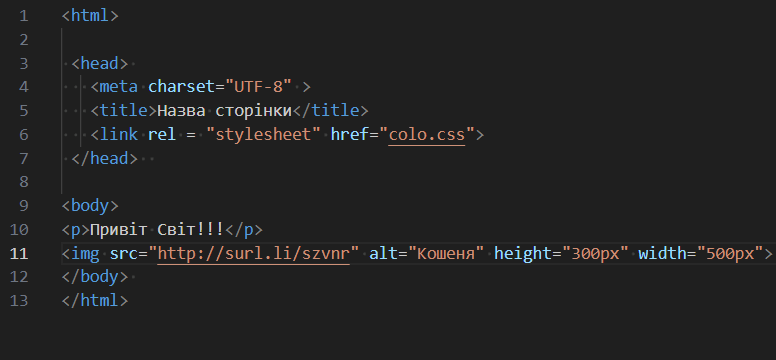 1 <html>
2
3 <head>
4 <meta charset="UTF-8" >
5 <title>Назва сторінки</title>
6 <link rel = "stylesheet" href="colo.css">
7 </head>
8
9 <body>
10 <p>Привіт Світ!!!</p>
11 <img src="http://surl.li/szvnr" alt="Кошеня" height="300px" width="500px">
12 </body>
13 </html>